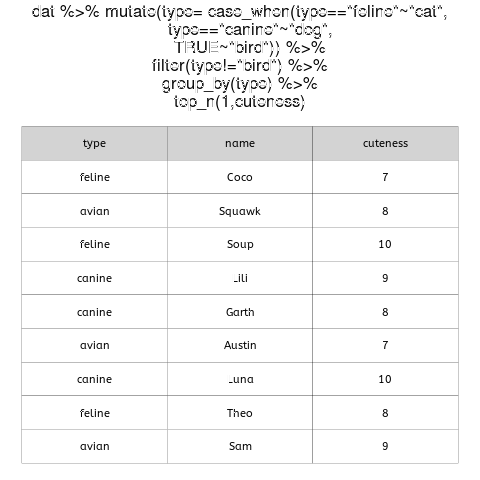 dat %>% mutate(type= case_when(type=="feline"~"cat",
type=="canine"~"dog",
TRUE~"bird")) %>%
filter(type!="bird") %>%
group_by(type) %>%
top_n(1,cuteness)
type name cuteness
feline Coco 7
avian Squawk 8
feline Soup 10
canine Lili 9
canine Garth 8
avian Austin 7
canine Luna 10
feline Theo 8
avian Sam 9